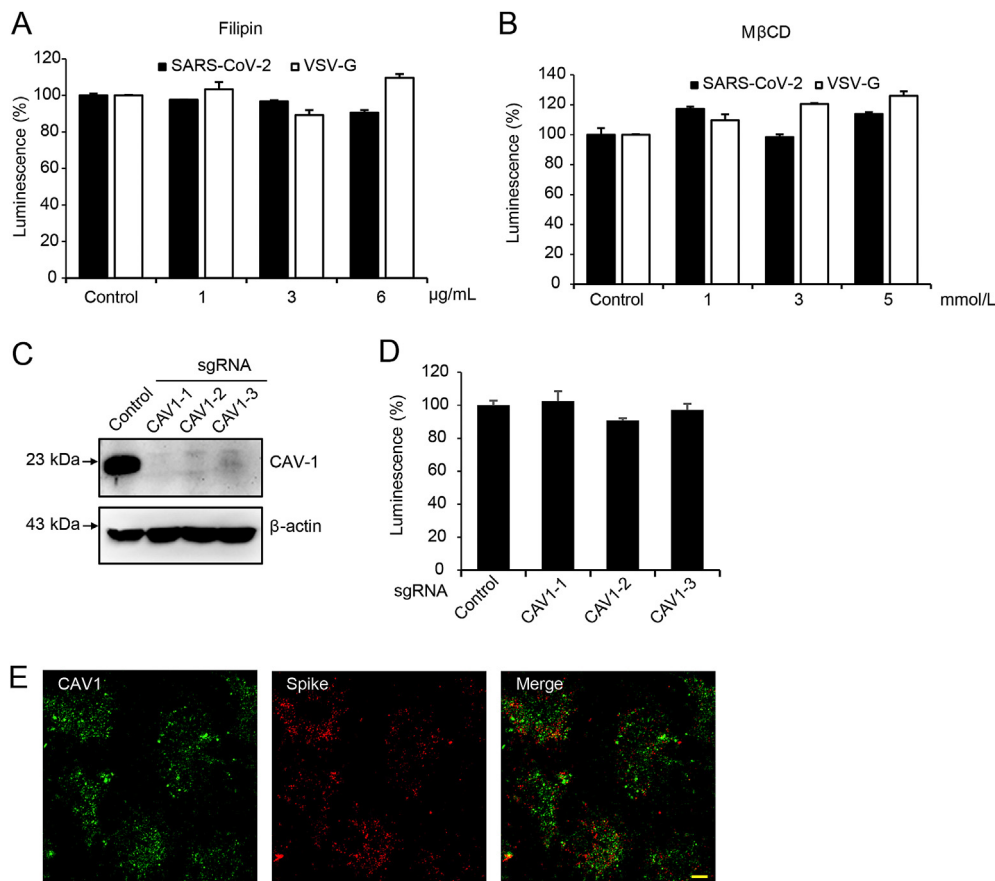 A
Filipin
SARS-CoV-2 VSV-G
Luminescence (%)
120
100
80
60
40
20
0
Control 1 3 6 µg/mL
B
MβCD
SARS-CoV-2 VSV-G
Luminescence (%)
140
120
100
80
60
40
20
0
Control 1 3 5 mmol/L
C
sgRNA
Control
CAV1-1
CAV1-2
CAV1-3
23 kDa
CAV-1
43 kDa
β-actin
D
Luminescence (%)
120
100
80
60
40
20
0
sgRNA
Control
CAV1-1
CAV1-2
CAV1-3
E
CAV1
Spike
Merge